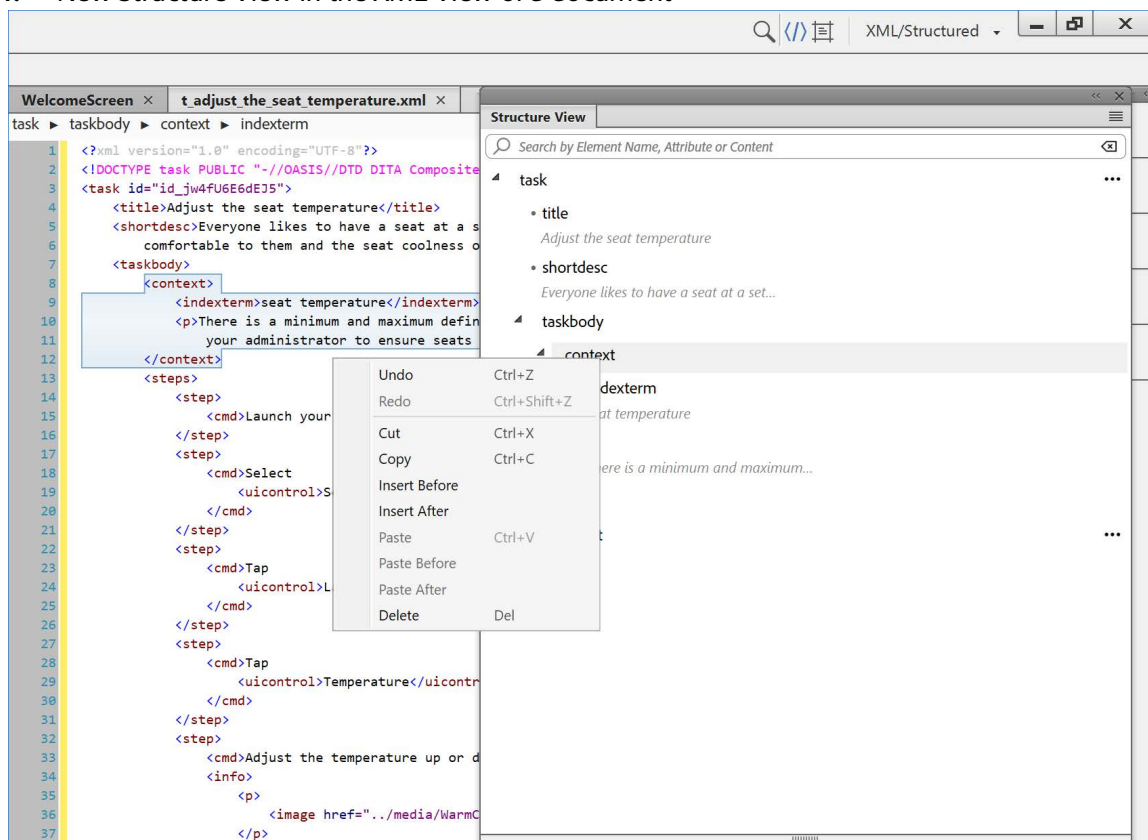 New Structure View in the XML View of a document
XML/Structured
WelcomeScreen × t_adjust_the_seat_temperature.xml ×
task ► taskbody ► context ► indexterm
1 <?xml version="1.0" encoding="UTF-8"?>
2 <!DOCTYPE task PUBLIC "-//OASIS//DTD DITA Composite
3 <task id="id_jw4fU6E6dEJ5">
4 <title>Adjust the seat temperature</title>
5 <shortdesc>Everyone likes to have a seat at a s
6 comfortable to them and the seat coolness o
7 <taskbody>
8 <context>
9 <indexterm>seat temperature</indexterm>
10 <p>There is a minimum and maximum defin
11 your administrator to ensure seats
12 </context>
13 <steps>
14 <step>
15 <cmd>Launch your
16 </step>
17 <step>
18 <cmd>Select
19 <uicontrol>S
20 </cmd>
21 </step>
22 <step>
23 <cmd>Tap
24 <uicontrol>L
25 </cmd>
26 </step>
27 <step>
28 <cmd>Tap
29 <uicontrol>Temperature</uicontr
30 </cmd>
31 </step>
32 <step>
33 <cmd>Adjust the temperature up or d
34 <info>
35 <p>
36 <image href="../media/WarmC
37 </p>
Structure View
Search by Element Name, Attribute or Content
task
title
Adjust the seat temperature
shortdesc
Everyone likes to have a seat at a set...
taskbody
context
dexterm
at temperature
ere is a minimum and maximum...
t
Undo Ctrl+Z
Redo Ctrl+Shift+Z
Cut Ctrl+X
Copy Ctrl+C
Insert Before
Insert After
Paste Ctrl+V
Paste Before
Paste After
Delete Del